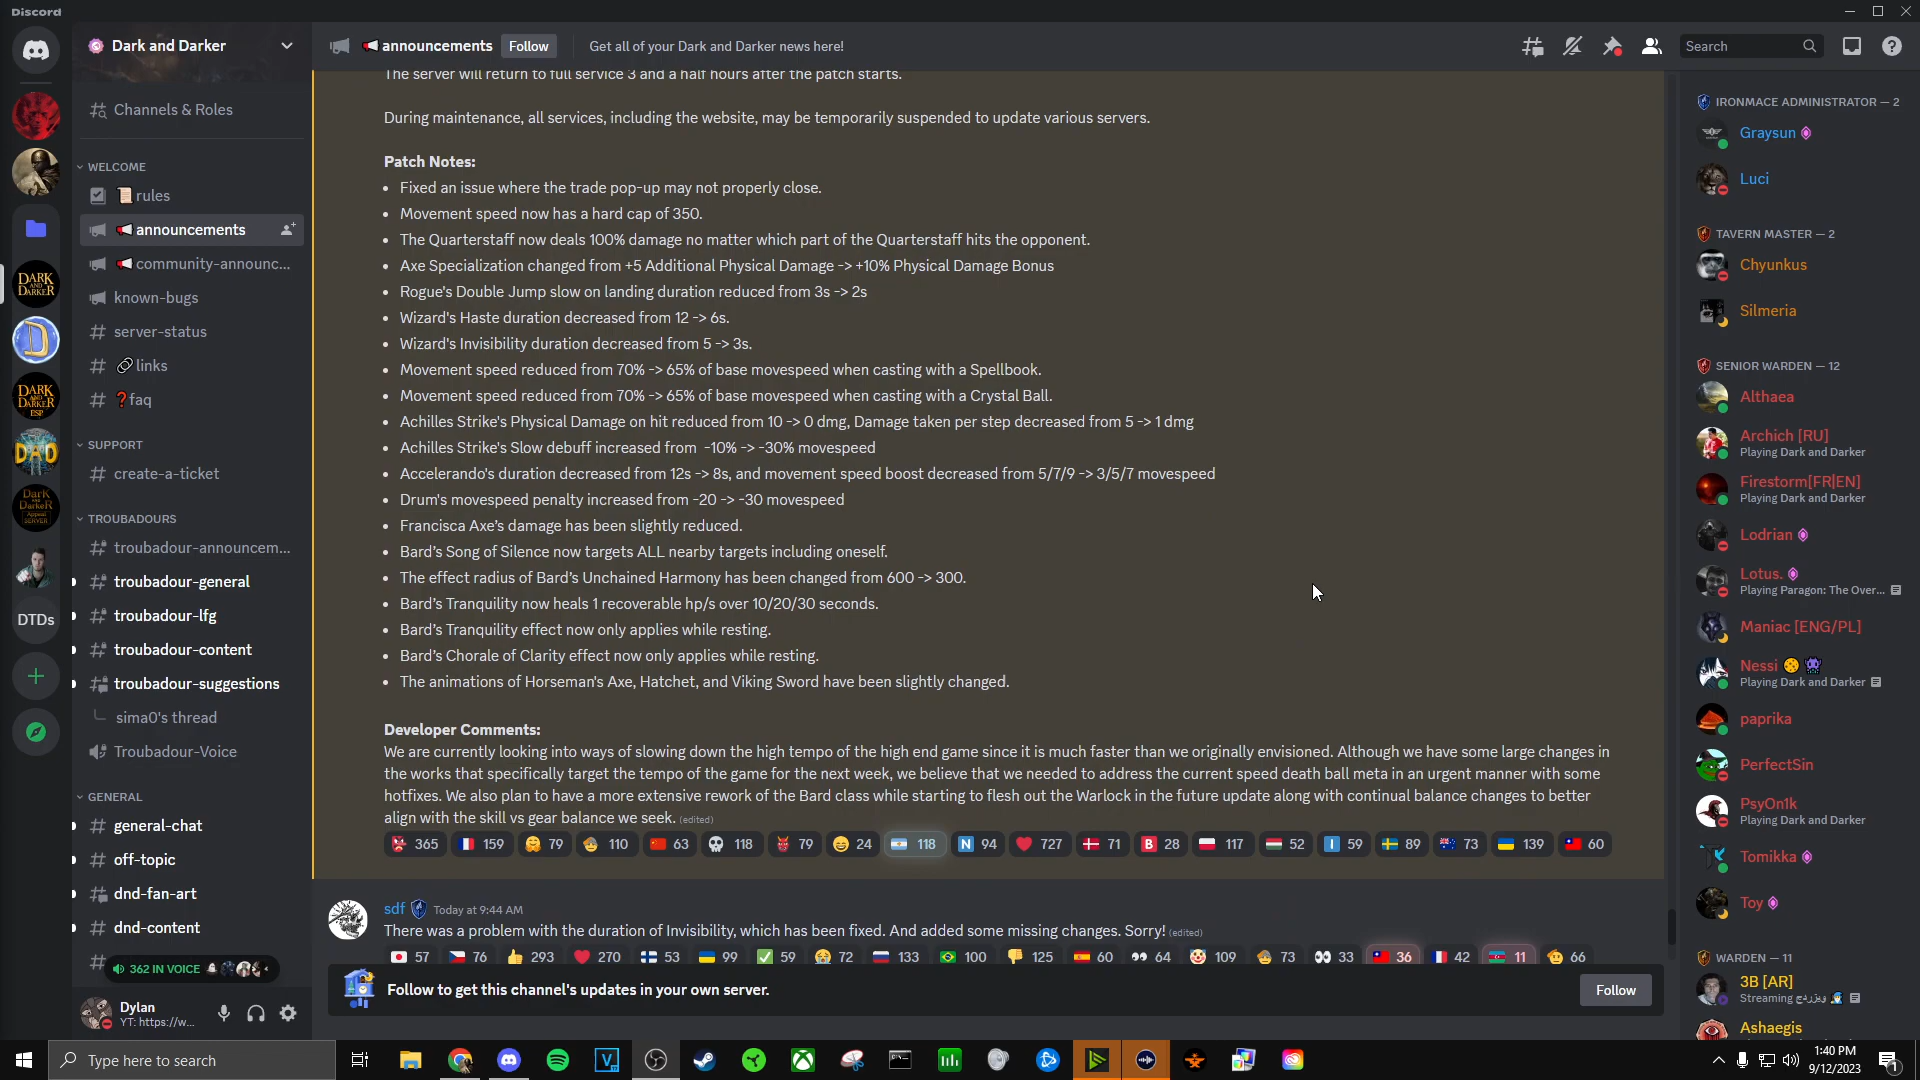 Discord
Dark and Darker
Channels & Roles
WELCOME
rules
announcements
community-announc...
known-bugs
server-status
links
faq
SUPPORT
create-a-ticket
TROUBADOURS
troubadour-announcem...
troubadour-general
troubadour-lfg
troubadour-content
troubadour-suggestions
sima0's thread
Troubadour-Voice
GENERAL
general-chat
off-topic
dnd-fan-art
dnd-content
362 IN VOICE
Dylan
YT: https://w...
DARK AND DARKER
DARK AND DARKER ESP
DAD
DARK AND DARKER Appeal SERVER
DTDs
announcements Follow Get all of your Dark and Darker news here!
Search
The server will return to full service 3 and a half hours after the patch starts.
During maintenance, all services, including the website, may be temporarily suspended to update various servers.
Patch Notes:
• Fixed an issue where the trade pop-up may not properly close.
• Movement speed now has a hard cap of 350.
• The Quarterstaff now deals 100% damage no matter which part of the Quarterstaff hits the opponent.
• Axe Specialization changed from +5 Additional Physical Damage -> +10% Physical Damage Bonus
• Rogue's Double Jump slow on landing duration reduced from 3s -> 2s
• Wizard's Haste duration decreased from 12 -> 6s.
• Wizard's Invisibility duration decreased from 5 -> 3s.
• Movement speed reduced from 70% -> 65% of base movespeed when casting with a Spellbook.
• Movement speed reduced from 70% -> 65% of base movespeed when casting with a Crystal Ball.
• Achilles Strike's Physical Damage on hit reduced from 10 -> 0 dmg, Damage taken per step decreased from 5 -> 1 dmg
• Achilles Strike's Slow debuff increased from -10% -> -30% movespeed
• Accelerando's duration decreased from 12s -> 8s, and movement speed boost decreased from 5/7/9 -> 3/5/7 movespeed
• Drum's movespeed penalty increased from -20 -> -30 movespeed
• Francisca Axe's damage has been slightly reduced.
• Bard's Song of Silence now targets ALL nearby targets including oneself.
• The effect radius of Bard's Unchained Harmony has been changed from 600 -> 300.
• Bard's Tranquility now heals 1 recoverable hp/s over 10/20/30 seconds.
• Bard's Tranquility effect now only applies while resting.
• Bard's Chorale of Clarity effect now only applies while resting.
• The animations of Horseman's Axe, Hatchet, and Viking Sword have been slightly changed.
Developer Comments:
We are currently looking into ways of slowing down the high tempo of the high end game since it is much faster than we originally envisioned. Although we have some large changes in
the works that specifically target the tempo of the game for the next week, we believe that we needed to address the current speed death ball meta in an urgent manner with some
hotfixes. We also plan to have a more extensive rework of the Bard class while starting to flesh out the Warlock in the future update along with continual balance changes to better
align with the skill vs gear balance we seek. (edited)
365 159 79 110 63 118 79 24 118 N 94 727 71 B 28 117 52 I 59 89 73 139 60
sdf Today at 9:44 AM
There was a problem with the duration of Invisibility, which has been fixed. And added some missing changes. Sorry! (edited)
57 76 293 270 53 99 59 72 133 100 125 60 64 109 73 33 36 42 11 66
Follow to get this channel's updates in your own server.
Follow
IRONMACE ADMINISTRATOR — 2
Graysun
Luci
TAVERN MASTER — 2
Chyunkus
Silmeria
SENIOR WARDEN — 12
Althaea
Archich [RU]
Playing Dark and Darker
Firestorm[FR|EN]
Playing Dark and Darker
Lodrian
Lotus.
Playing Paragon: The Over...
Maniac [ENG/PL]
Nessi
Playing Dark and Darker
paprika
PerfectSin
PsyOn1k
Playing Dark and Darker
Tomikka
Toy
WARDEN — 11
3B [AR]
Streaming
Ashaegis
Type here to search
1:40 PM
9/12/2023
1